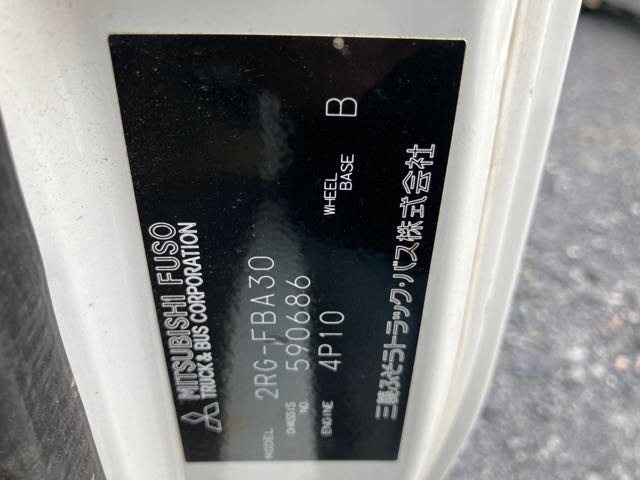 MITSUBISHI FUSO
TRUCK & BUS CORPORATION
MODEL 2RG-FBA30
CHASSIS NO. 590686
ENGINE 4P10 WHEEL BASE B
三菱ふそうトラック・バス株式会社